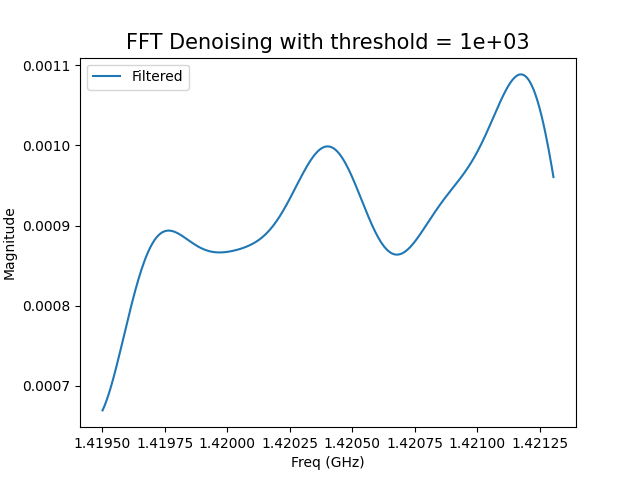 FFT Denoising with threshold = 1e+03
Filtered
0.0011
0.0010
0.0009
0.0008
0.0007
Magnitude
1.41950 1.41975 1.42000 1.42025 1.42050 1.42075 1.42100 1.42125
Freq (GHz)